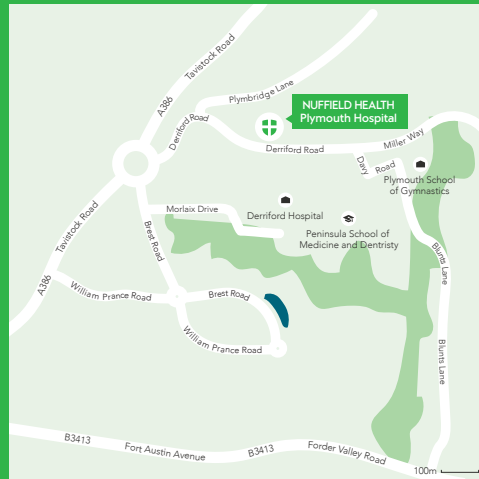 Tavistock Road
A386
Plymbridge Lane
Derriford Road
NUFFIELD HEALTH
Plymouth Hospital
Derriford Road
Miller Way
Davy
Road
Plymouth School
of Gymnastics
Morlaix Drive
Derriford Hospital
Peninsula School of
Medicine and Dentristy
Tavistock Road
A386
Brest Road
Blunts Lane
William Prance Road
Brest Road
William Prance Road
Blunts Lane
B3413
Fort Austin Avenue
B3413
Forder Valley Road
100m